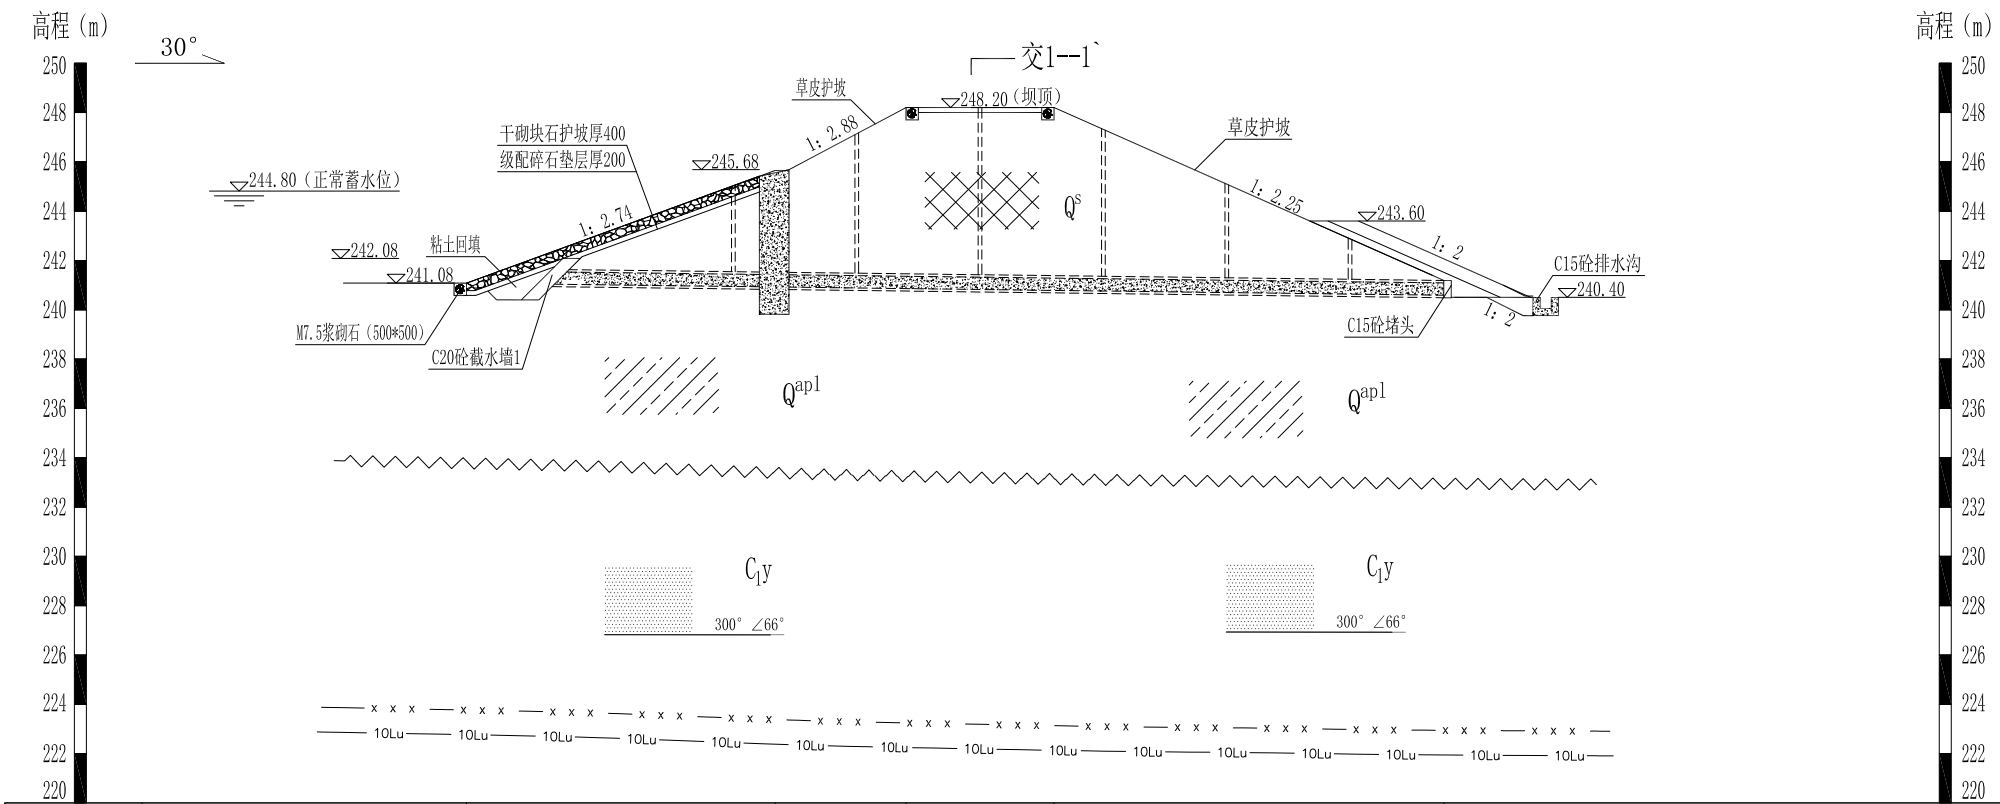 高程 (m)
高程 (m)
30°
交1--1`
250
248
246
244
242
240
238
236
234
232
230
228
226
224
222
220
草皮护坡
248.20(坝顶)
1: 2.88
草皮护坡
干砌块石护坡厚400
级配碎石垫层厚200
245.68
244.80(正常蓄水位)
1: 2.74
Qs
1: 2.25
243.60
1: 2
粘土回填
242.08
241.08
C15砼排水沟
240.40
1: 2
M7.5浆砌石(500*500)
C20砼截水墙1
C15砼堵头
Qapl
Qapl
C1y
C1y
300° ∠66°
300° ∠66°
x x x x x x x x x x x x x x x x x x x x x x x x x x x x x x x x x x x x x x x x x x
10Lu 10Lu 10Lu 10Lu 10Lu 10Lu 10Lu 10Lu 10Lu 10Lu 10Lu 10Lu 10Lu 10Lu 10Lu
250
248
246
244
242
240
238
236
234
232
230
228
226
224
222
220